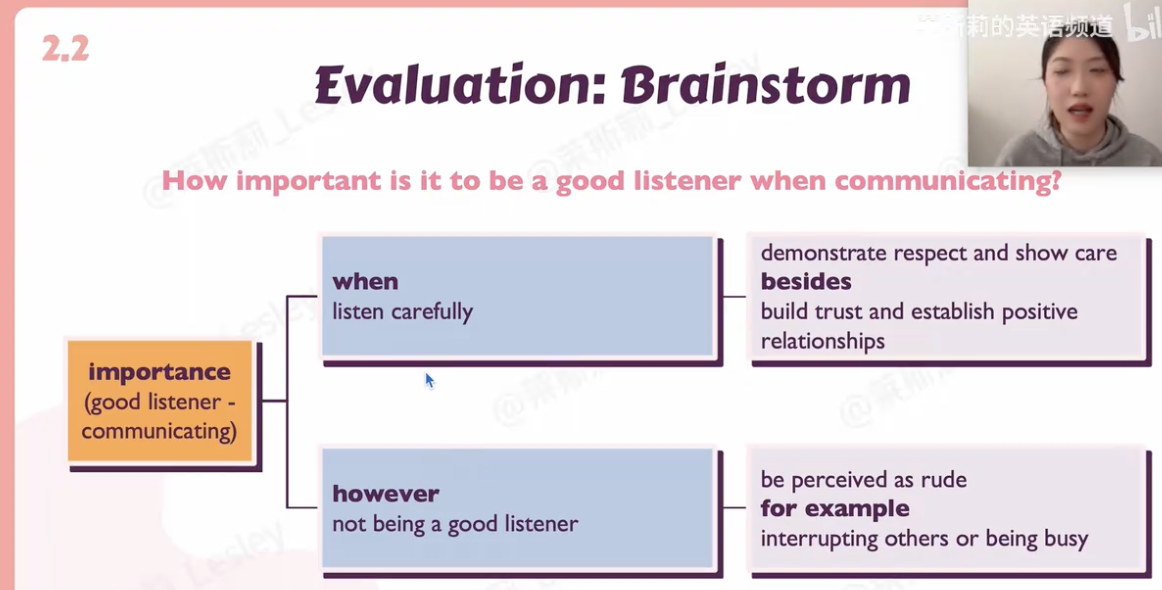 斯莉的英语频道 bili
2.2
Evaluation: Brainstorm
How important is it to be a good listener when communicating?
when
listen carefully
demonstrate respect and show care
besides
build trust and establish positive
relationships
importance
(good listener -
communicating)
however
not being a good listener
be perceived as rude
for example
interrupting others or being busy
@莱斯莉_Lesley